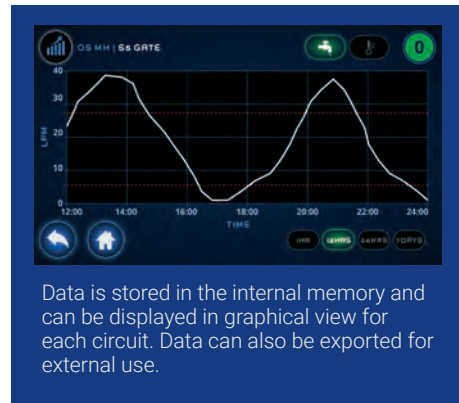 OS MH | Ss GATE
°F
0
40
30
20
10
0
LPM
12:00 14:00 16:00 18:00 20:00 22:00 24:00
TIME
1HR 12HRS 24HRS 7DAYS
Data is stored in the internal memory and
can be displayed in graphical view for
each circuit. Data can also be exported for
external use.